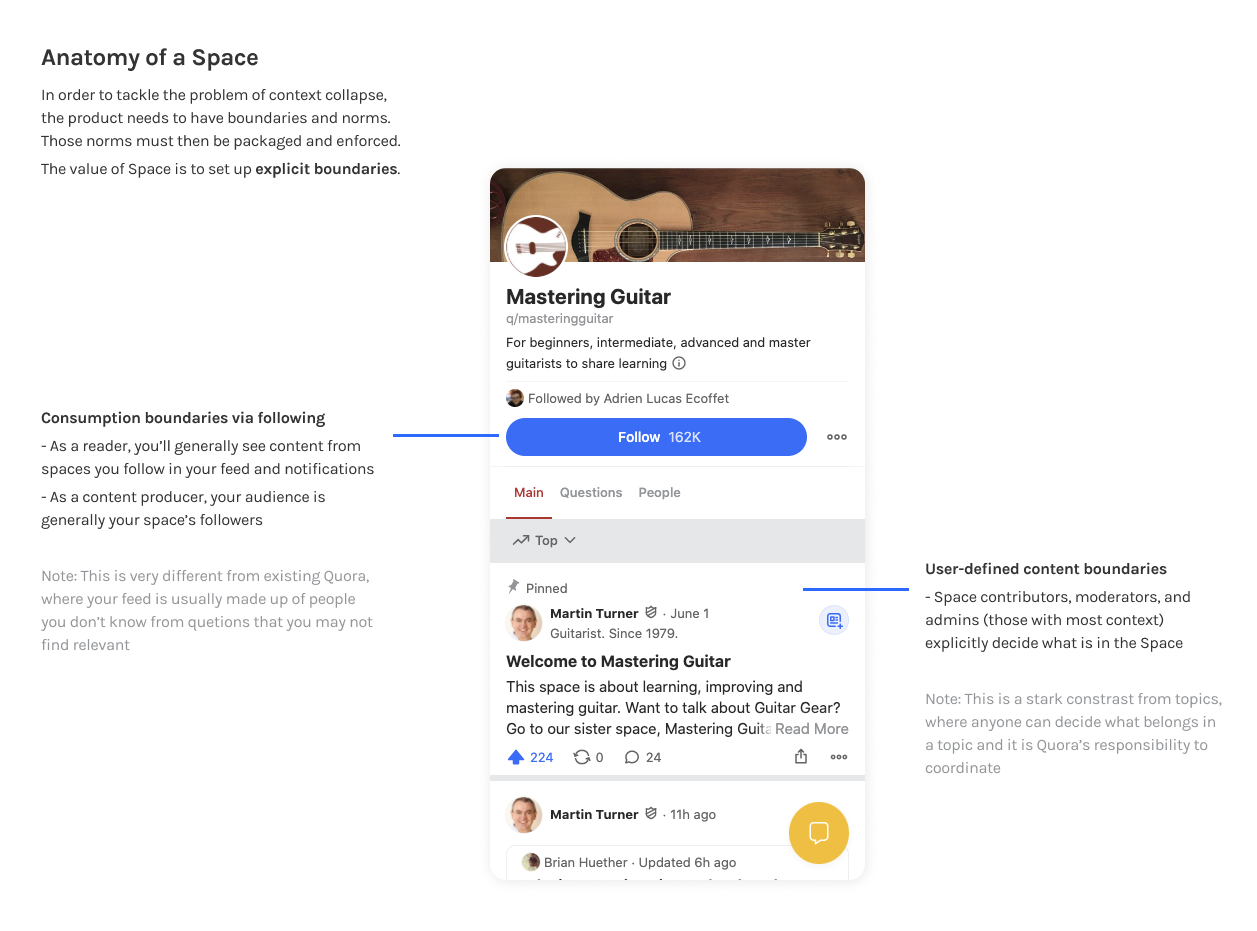 Anatomy of a Space
In order to tackle the problem of context collapse,
the product needs to have boundaries and norms.
Those norms must then be packaged and enforced.
The value of Space is to set up explicit boundaries.
Mastering Guitar
q/masteringguitar
For beginners, intermediate, advanced and master
guitarists to share learning
Followed by Adrien Lucas Ecoffet
Follow 162K
Main Questions People
Top
Pinned
Martin Turner · June 1
Guitarist. Since 1979.
Welcome to Mastering Guitar
This space is about learning, improving and
mastering guitar. Want to talk about Guitar Gear?
Go to our sister space, Mastering Guita Read More
224 0 24
Martin Turner · 11h ago
Brian Huether · Updated 6h ago
Consumption boundaries via following
- As a reader, you’ll generally see content from
spaces you follow in your feed and notifications
- As a content producer, your audience is
generally your space’s followers
Note: This is very different from existing Quora,
where your feed is usually made up of people
you don’t know from quetions that you may not
find relevant
User-defined content boundaries
- Space contributors, moderators, and
admins (those with most context)
explicitly decide what is in the Space
Note: This is a stark constrast from topics,
where anyone can decide what belongs in
a topic and it is Quora’s responsibility to
coordinate